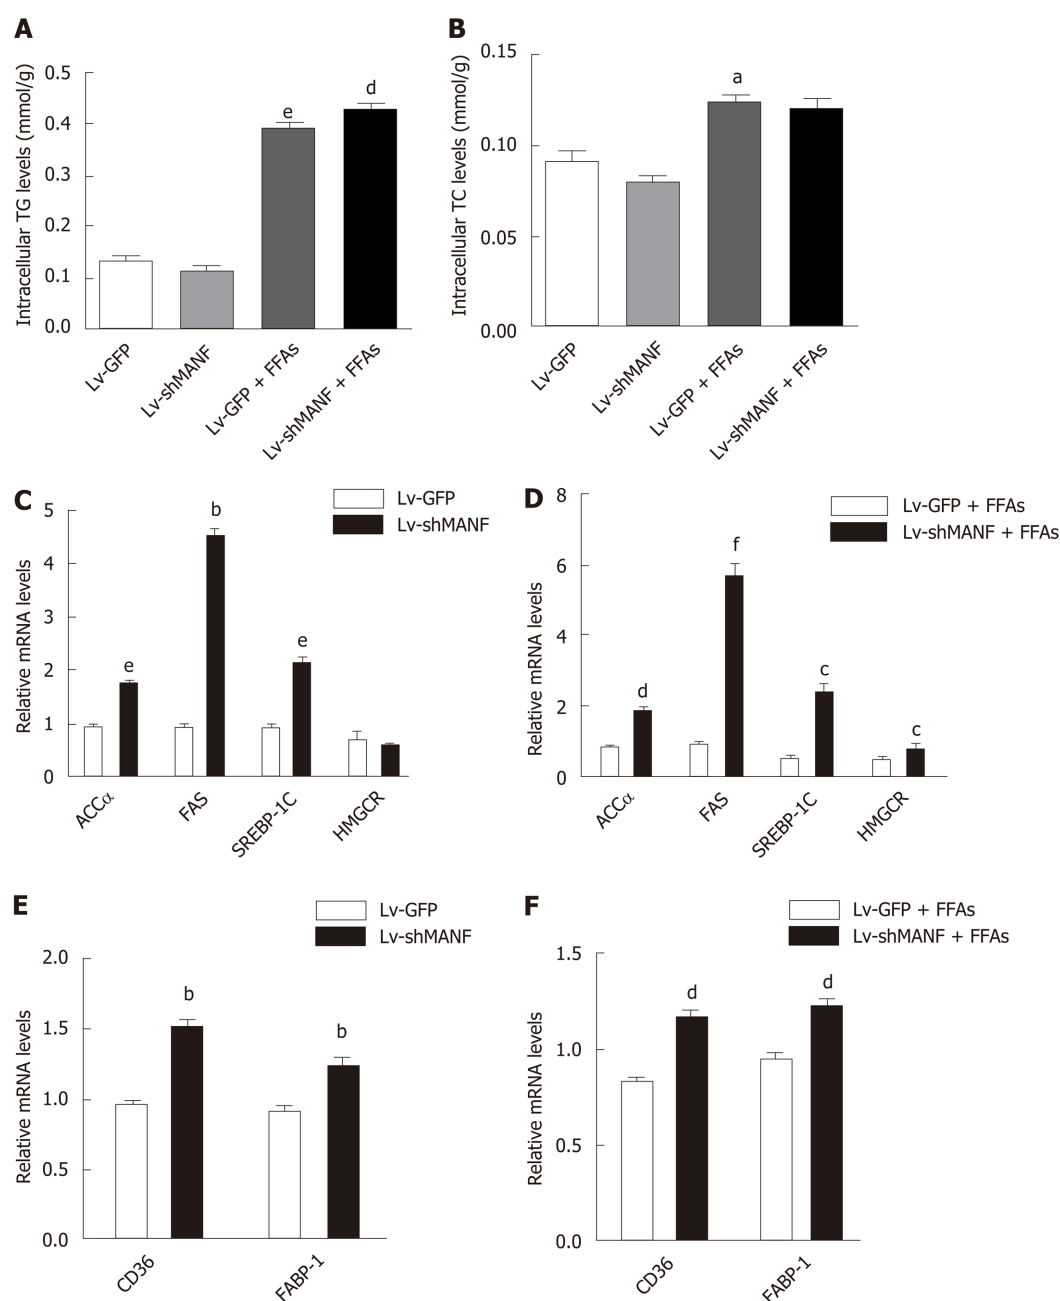 A
Intracellular TG levels (mmol/g)
0.5
0.4
0.3
0.2
0.1
0.0
e
d
Lv-GFP
Lv-shMANF
Lv-GFP + FFAs
Lv-shMANF + FFAs
B
Intracellular TC levels (mmol/g)
0.15
0.10
0.05
0.00
a
Lv-GFP
Lv-shMANF
Lv-GFP + FFAs
Lv-shMANF + FFAs
C
Lv-GFP
Lv-shMANF
Relative mRNA levels
5
4
3
2
1
0
e
b
e
ACCα
FAS
SREBP-1C
HMGCR
D
Lv-GFP + FFAs
Lv-shMANF + FFAs
Relative mRNA levels
8
6
4
2
0
d
f
c
c
ACCα
FAS
SREBP-1C
HMGCR
E
Lv-GFP
Lv-shMANF
Relative mRNA levels
2.0
1.5
1.0
0.5
0.0
b
b
CD36
FABP-1
F
Lv-GFP + FFAs
Lv-shMANF + FFAs
Relative mRNA levels
1.5
1.0
0.5
0.0
d
d
CD36
FABP-1